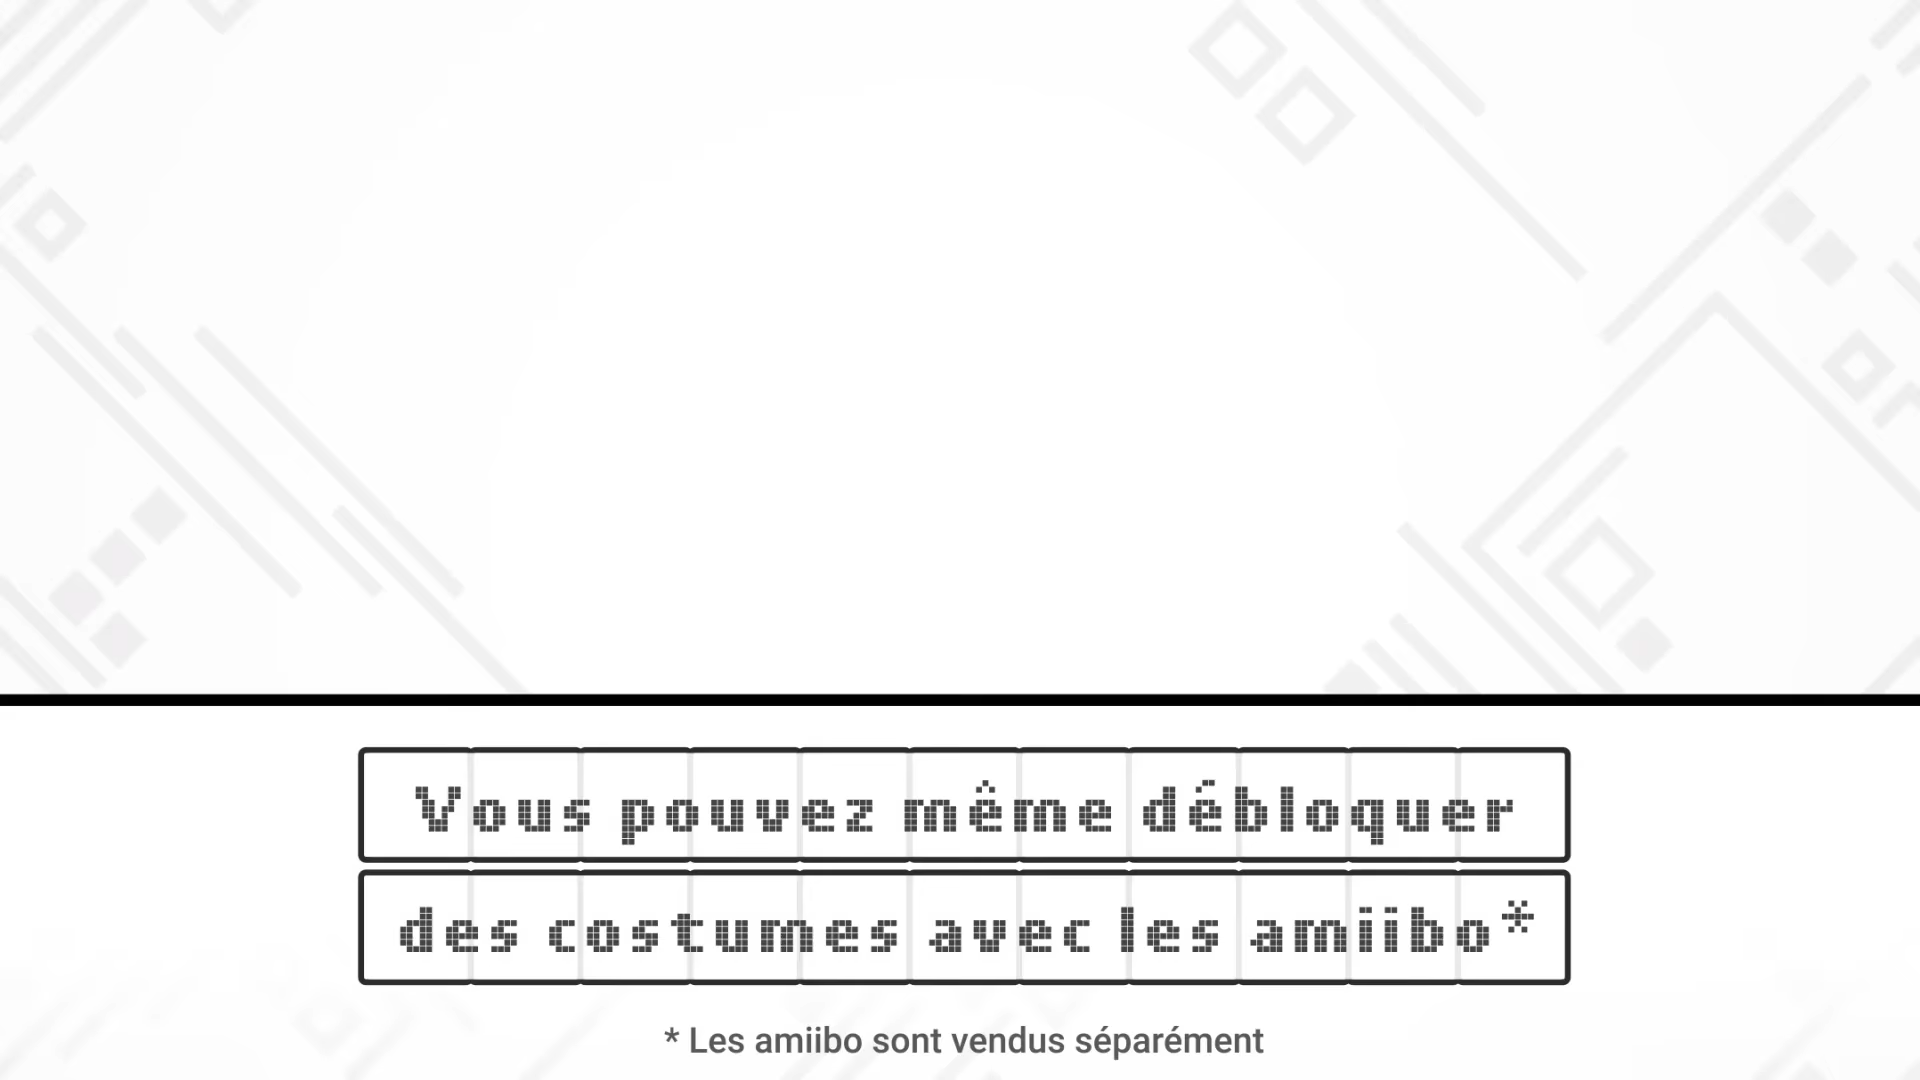 Vous pouvez même débloquer
des costumes avec les amiibo*
* Les amiibo sont vendus séparément